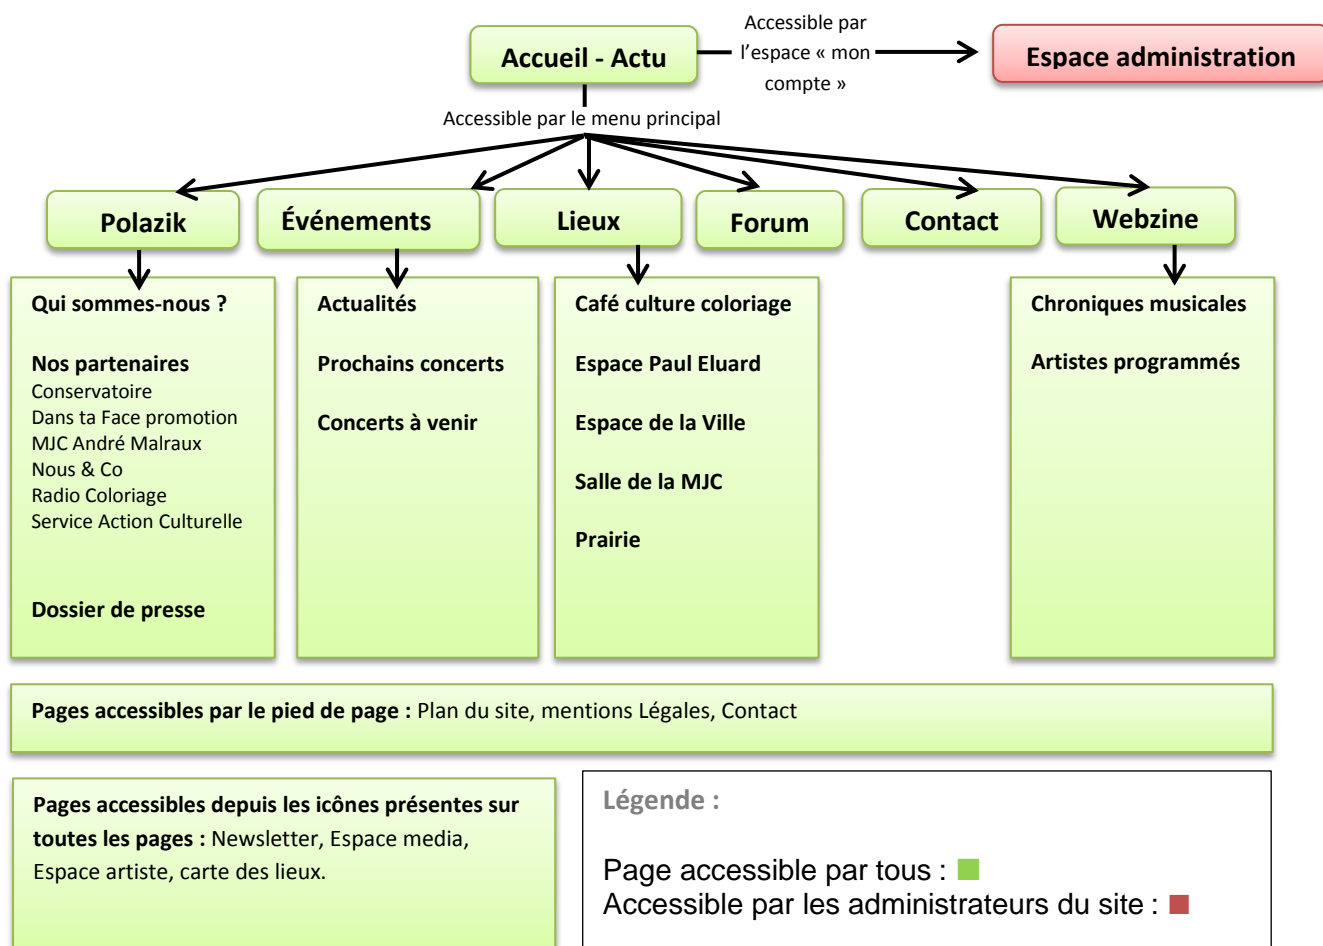 Accueil - Actu
Accessible par
l'espace « mon
compte »
Espace administration
Accessible par le menu principal
Polazik
Événements
Lieux
Forum
Contact
Webzine
Qui sommes-nous ?
Nos partenaires
Conservatoire
Dans ta Face promotion
MJC André Malraux
Nous & Co
Radio Coloriage
Service Action Culturelle
Dossier de presse
Actualités
Prochains concerts
Concerts à venir
Café culture coloriage
Espace Paul Eluard
Espace de la Ville
Salle de la MJC
Prairie
Chroniques musicales
Artistes programmés
Pages accessibles par le pied de page : Plan du site, mentions Légales, Contact
Pages accessibles depuis les icônes présentes sur
toutes les pages : Newsletter, Espace media,
Espace artiste, carte des lieux.
Légende :
Page accessible par tous :
Accessible par les administrateurs du site :